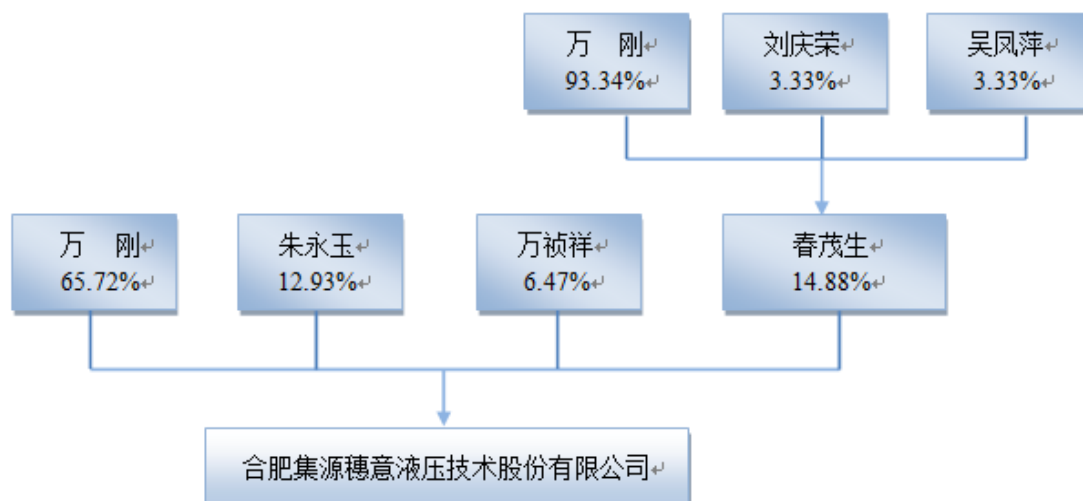 万 刚
93.34%
刘庆荣
3.33%
吴凤萍
3.33%
万 刚
65.72%
朱永玉
12.93%
万祯祥
6.47%
春茂生
14.88%
合肥集源穗意液压技术股份有限公司